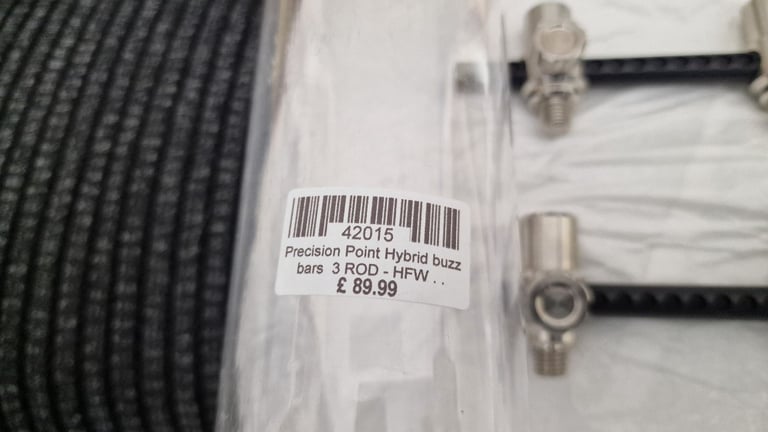 42015
Precision Point Hybrid buzz
bars 3 ROD - HFW . .
£ 89.99